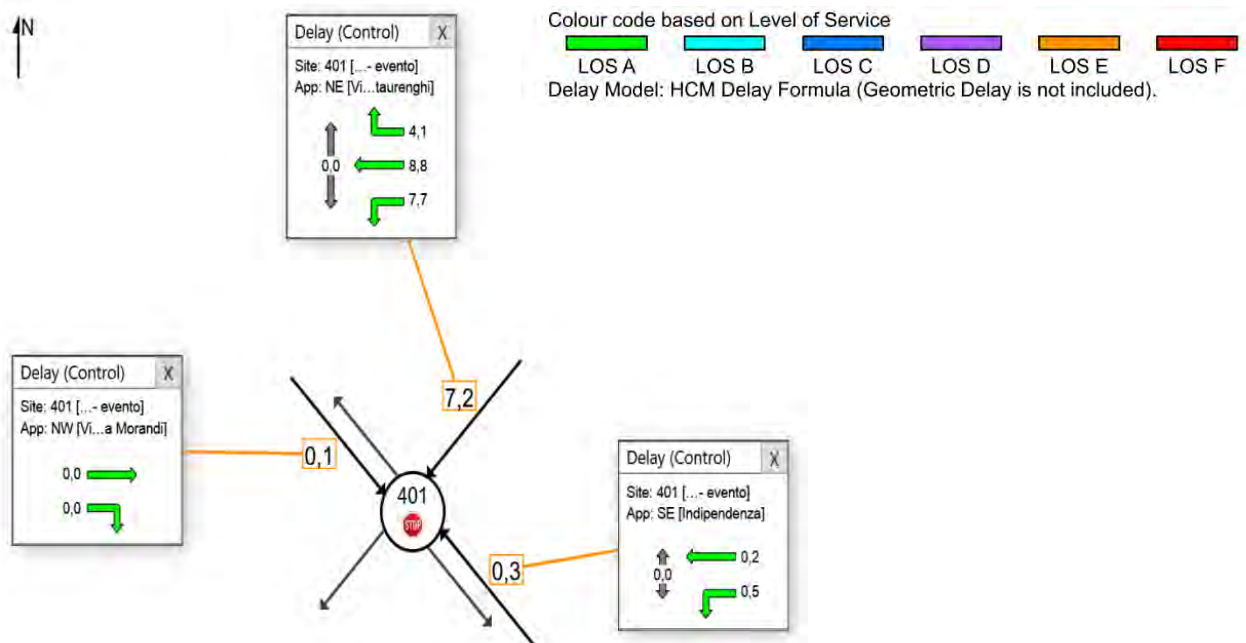 N
Colour code based on Level of Service
LOS A LOS B LOS C LOS D LOS E LOS F
Delay Model: HCM Delay Formula (Geometric Delay is not included).
Delay (Control) X
Site: 401 [...- evento]
App: NE [Vi...taurenghi]
4,1
0,0 8,8
7,7
Delay (Control) X
Site: 401 [...- evento]
App: NW [Vi...a Morandi]
0,0
0,0
7,2
0,1
401
STOP
0,3
Delay (Control) X
Site: 401 [...- evento]
App: SE [Indipendenza]
0,2
0,0
0,5